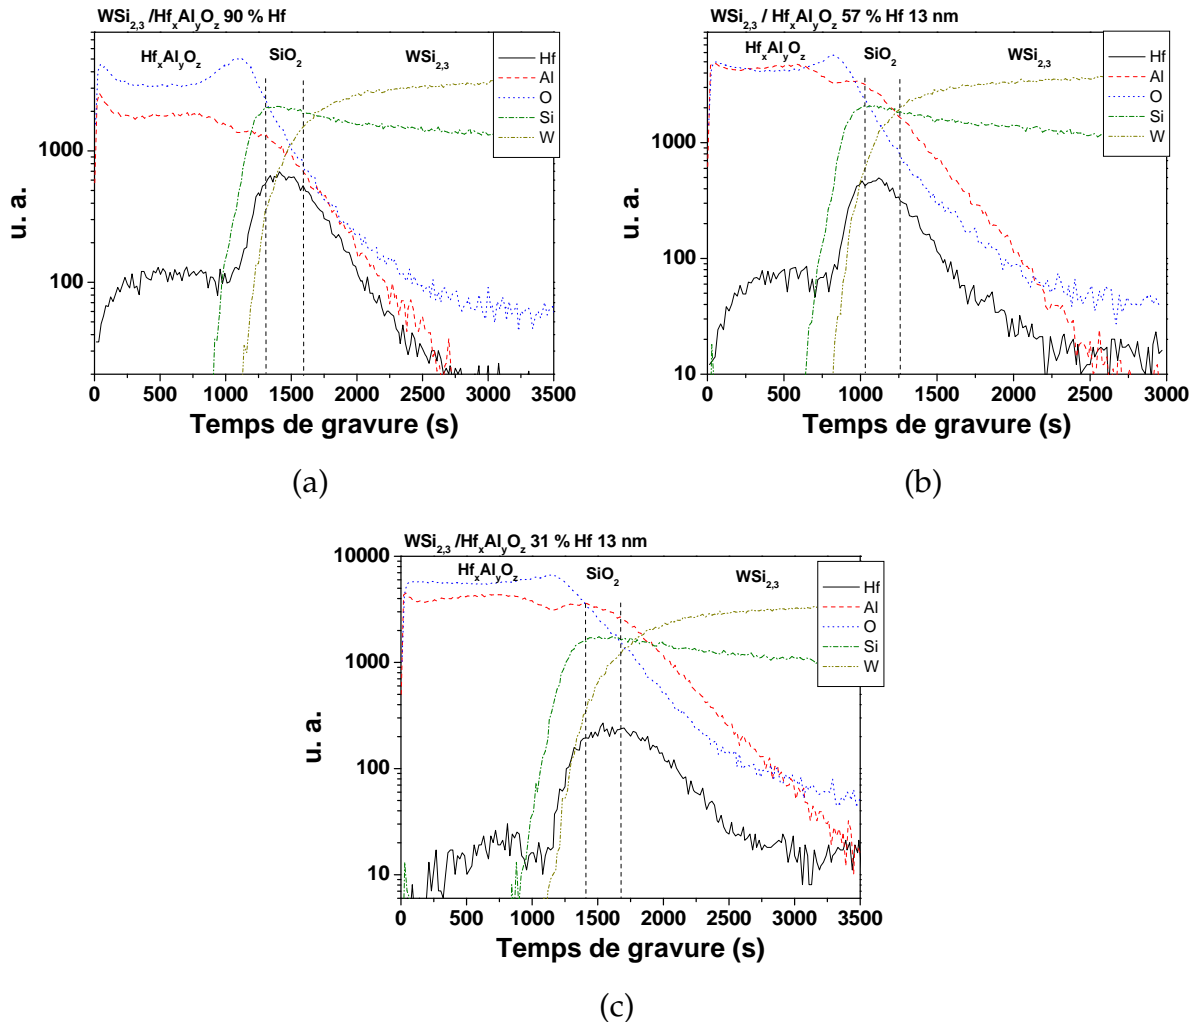 WSi2,3 /HfxAlyOz 90 % Hf
HfxAlyOz SiO2 WSi2,3
Hf
Al
O
Si
W
1000
100
u. a.
0 500 1000 1500 2000 2500 3000 3500
Temps de gravure (s)
(a)
WSi2,3 / HfxAlyOz 57 % Hf 13 nm
HfxAlyOz SiO2 WSi2,3
Hf
Al
O
Si
W
1000
100
10
u. a.
0 500 1000 1500 2000 2500 3000
Temps de gravure (s)
(b)
WSi2,3 /HfxAlyOz 31 % Hf 13 nm
HfxAlyOz SiO2 WSi2,3
Hf
Al
O
Si
W
10000
1000
100
10
u. a.
0 500 1000 1500 2000 2500 3000 3500
Temps de gravure (s)
(c)